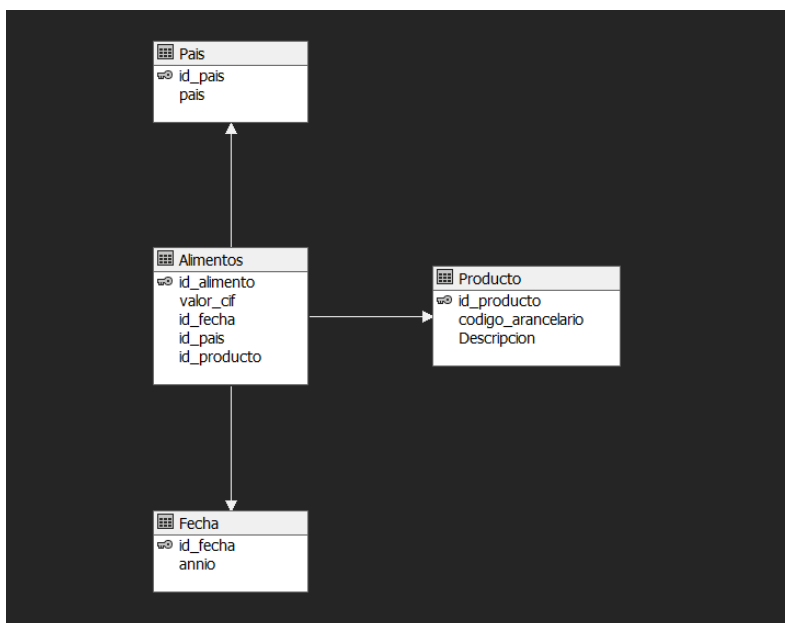 Pais
id_pais
pais
Alimentos
id_alimento
valor_cif
id_fecha
id_pais
id_producto
Producto
id_producto
codigo_arancelario
Descripcion
Fecha
id_fecha
annio